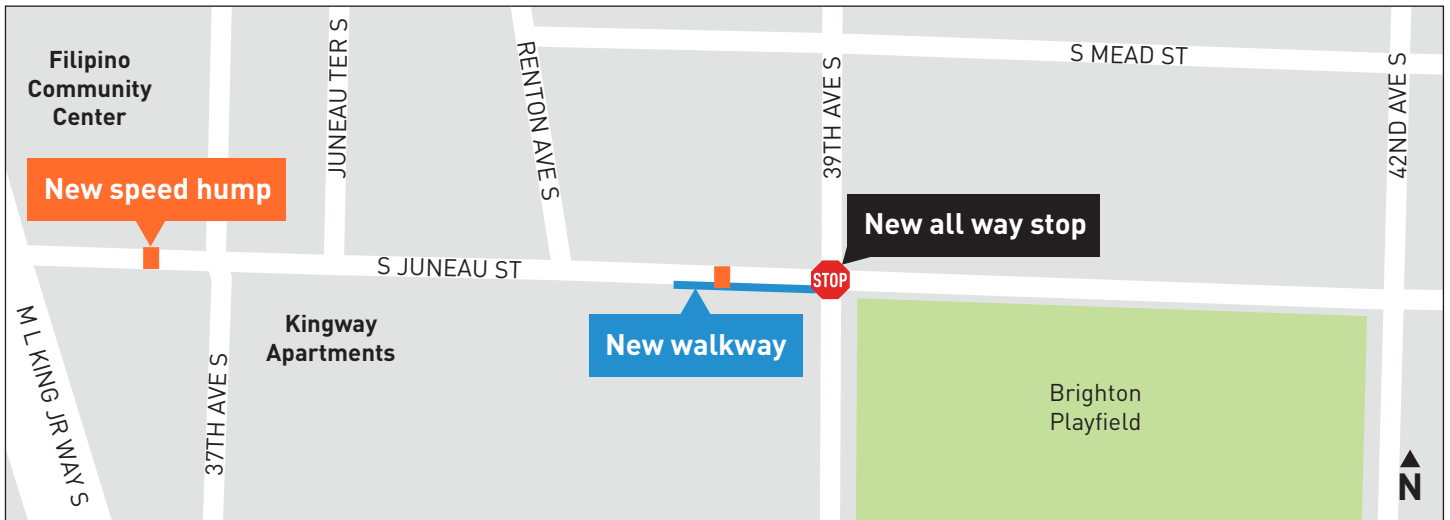 Filipino
Community
Center
JUNEAU TER S
RENTON AVE S
S MEAD ST
39TH AVE S
42ND AVE S
New speed hump
New all way stop
S JUNEAU ST
STOP
M L KING JR WAY S
37TH AVE S
Kingway
Apartments
New walkway
Brighton
Playfield
N